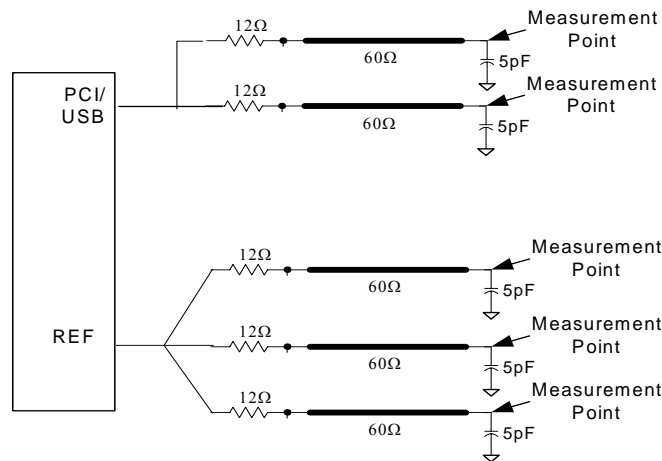 12Ω
Measurement
Point
60Ω
5pF
PCI/
USB
12Ω
Measurement
Point
60Ω
5pF
12Ω
Measurement
Point
60Ω
5pF
REF
12Ω
Measurement
Point
60Ω
5pF
12Ω
Measurement
Point
60Ω
5pF